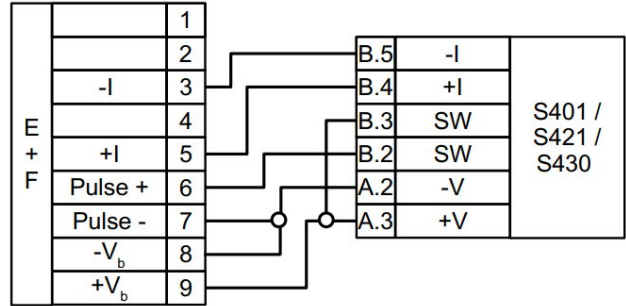 1
2
-I 3
4
+I 5
Pulse + 6
Pulse - 7
-Vb 8
+Vb 9
E
+
F
B.5 -I
B.4 +I
B.3 SW
B.2 SW
A.2 -V
A.3 +V
S401 /
S421 /
S430